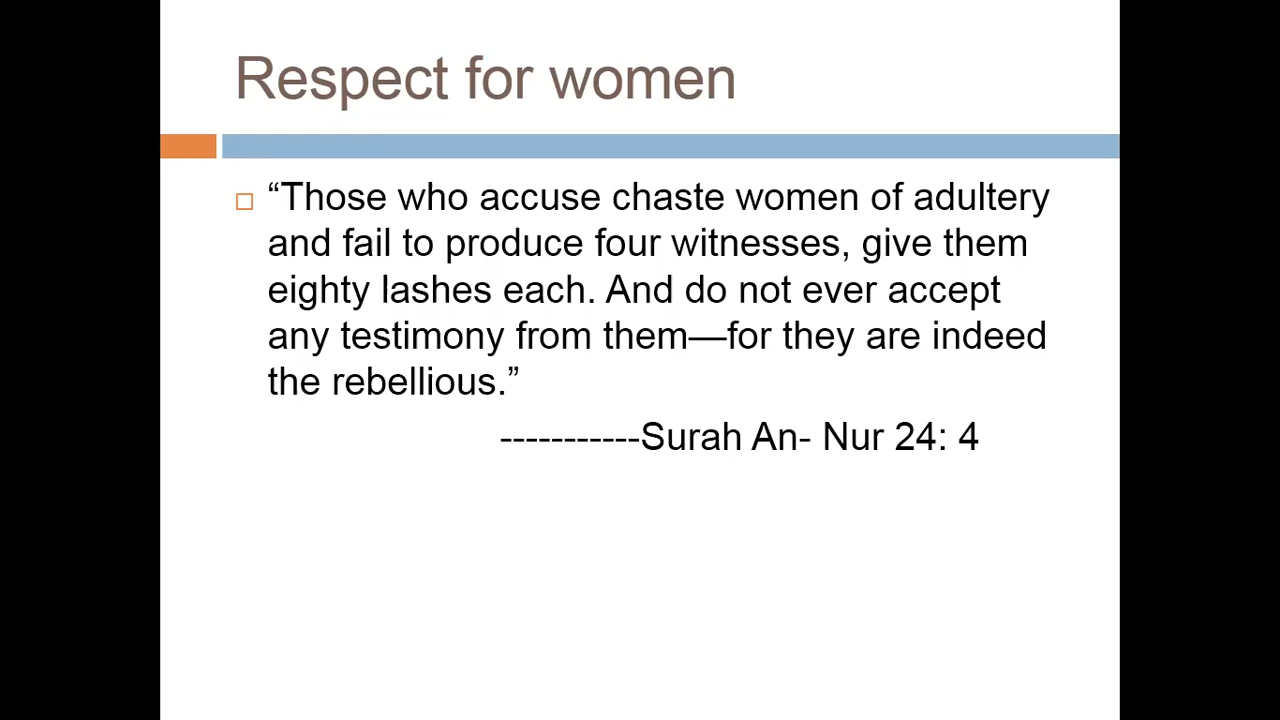 Respect for women
“Those who accuse chaste women of adultery
and fail to produce four witnesses, give them
eighty lashes each. And do not ever accept
any testimony from them—for they are indeed
the rebellious.”
-----------Surah An- Nur 24: 4